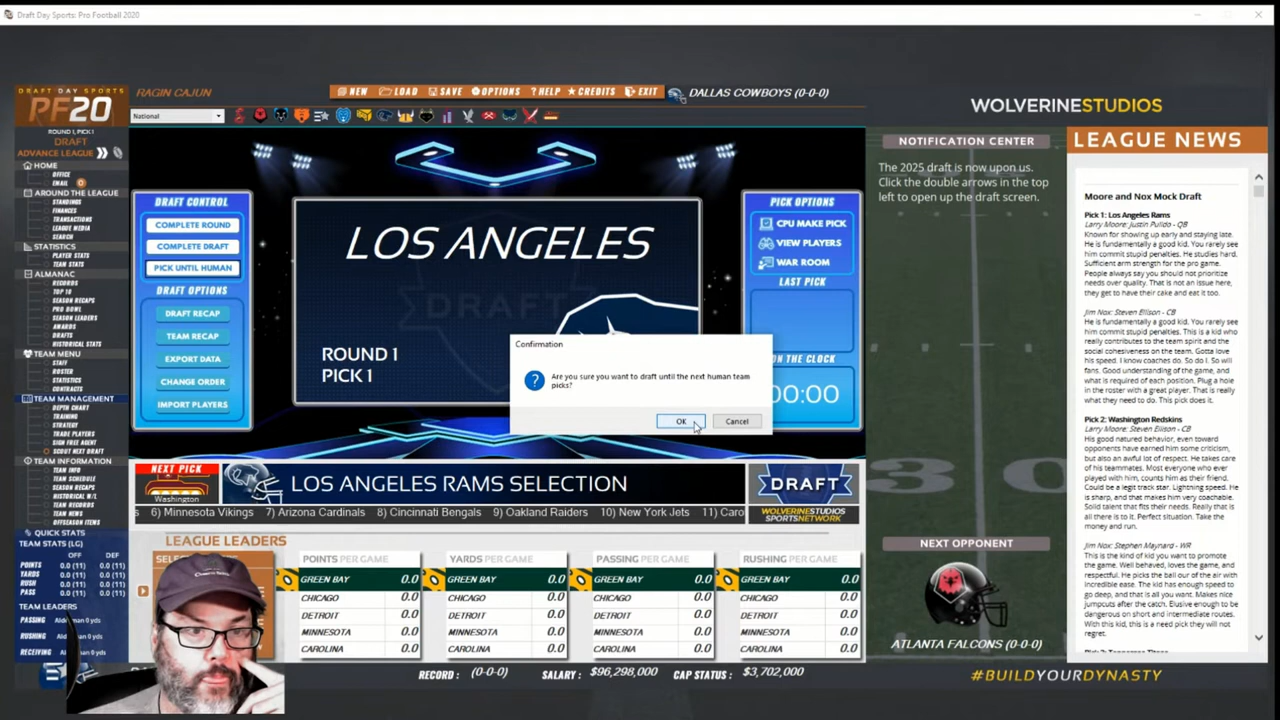 Draft Day Sports: Pro Football 2020
DRAFT DAY SPORTS
PF20
RAGIN CAJUN
NEW LOAD SAVE OPTIONS ? HELP CREDITS EXIT
DALLAS COWBOYS (0-0-0)
WOLVERINESTUDIOS
National
ROUND 1, PICK 1
DRAFT
ADVANCE LEAGUE
HOME
OFFICE
EMAIL 0
AROUND THE LEAGUE
STANDINGS
FINANCES
TRANSACTIONS
LEAGUE MEDIA
SEARCH
STATISTICS
PLAYER STATS
TEAM STATS
ALMANAC
RECORDS
TOP 10
SEASON RECAPS
PRO BOWL
SEASON LEADERS
AWARDS
DRAFTS
HISTORICAL STATS
TEAM MENU
STAFF
ROSTER
STATISTICS
CONTRACTS
TEAM MANAGEMENT
DEPTH CHART
TRAINING
STRATEGY
TRADE PLAYERS
SIGN FREE AGENT
SCOUT NEXT DRAFT
TEAM INFORMATION
TEAM INFO
TEAM SCHEDULE
SEASON RECAPS
HISTORICAL W/L
TEAM RECORDS
TEAM NEWS
OFFSEASON ITEMS
QUICK STATS
TEAM STATS (LG)
OFF DEF
POINTS 0.0 (11) 0.0 (11)
YARDS 0.0 (11) 0.0 (11)
RUSH 0.0 (11) 0.0 (11)
PASS 0.0 (11) 0.0 (11)
TEAM LEADERS
PASSING
RUSHING
RECEIVING
DRAFT CONTROL
COMPLETE ROUND
COMPLETE DRAFT
PICK UNTIL HUMAN
DRAFT OPTIONS
DRAFT RECAP
TEAM RECAP
EXPORT DATA
CHANGE ORDER
IMPORT PLAYERS
LOS ANGELES
DRAFT
ROUND 1
PICK 1
Confirmation
Are you sure you want to draft until the next human team
picks?
OK Cancel
PICK OPTIONS
CPU MAKE PICK
VIEW PLAYERS
WAR ROOM
LAST PICK
ON THE CLOCK
00:00
NEXT PICK
Washington
LOS ANGELES RAMS SELECTION
DRAFT
WOLVERINESTUDIOS
SPORTSNETWORK
s 6) Minnesota Vikings 7) Arizona Cardinals 8) Cincinnati Bengals 9) Oakland Raiders 10) New York Jets 11) Caro
LEAGUE LEADERS
POINTS PER GAME YARDS PER GAME PASSING PER GAME RUSHING PER GAME
GREEN BAY 0.0 GREEN BAY 0.0 GREEN BAY 0.0 GREEN BAY 0.0
CHICAGO 0.0 CHICAGO 0.0 CHICAGO 0.0 CHICAGO 0.0
DETROIT 0.0 DETROIT 0.0 DETROIT 0.0 DETROIT 0.0
MINNESOTA 0.0 MINNESOTA 0.0 MINNESOTA 0.0 MINNESOTA 0.0
CAROLINA 0.0 CAROLINA 0.0 CAROLINA 0.0 CAROLINA 0.0
RECORD : (0-0-0) SALARY: $96,298,000 CAP STATUS: $3,702,000
NOTIFICATION CENTER
The 2025 draft is now upon us.
Click the double arrows in the top
left to open up the draft screen.
NEXT OPPONENT
ATLANTA FALCONS (0-0-0)
LEAGUE NEWS
Moore and Nox Mock Draft
Pick 1: Los Angeles Rams
Larry Moore: Justin Pulido - QB
Known for showing up early and staying late.
He is fundamentally a good kid. You rarely see
him commit stupid penalties. He studies hard.
Sufficient arm strength for the pro game.
People always say you should not prioritize
needs over quality. That is not an issue here,
they get to have their cake and eat it too.
Jim Nox: Steven Ellison - CB
He is fundamentally a good kid. You rarely see
him commit stupid penalties. This is a kid who
really contributes to the team spirit and the
social cohesiveness on the team. Gotta love
his speed. I know coaches do. So do I. So will
fans. Good understanding of the game, and
what is required of each position. Plug a hole
in the roster with a great player. That is really
what they need to do. This pick does it.
Pick 2: Washington Redskins
Larry Moore: Steven Ellison - CB
His good natured behavior, even toward
opponents have earned him some criticism,
but also an awful lot of respect. He takes care
of his teammates. Most everyone who ever
played with him, counts him as their friend.
Could be a legit track star. Lightning speed. He
is sharp, and that makes him very coachable.
Solid talent that fits their needs. Really that is
all there is to it. Perfect situation. Take the
money and run.
Jim Nox: Stephen Maynard - WR
This is the kind of kid you want to promote
the game. Well behaved, loves the game, and
respectful. He picks the ball our of the air with
incredible ease. The kid has enough speed to
go deep, and that is all you want. Makes nice
jumpcuts after the catch. Elusive enough to be
dangerous on short and intermediate routes.
With this kid, this is a need pick they will not
regret.
#BUILDYOURDYNASTY